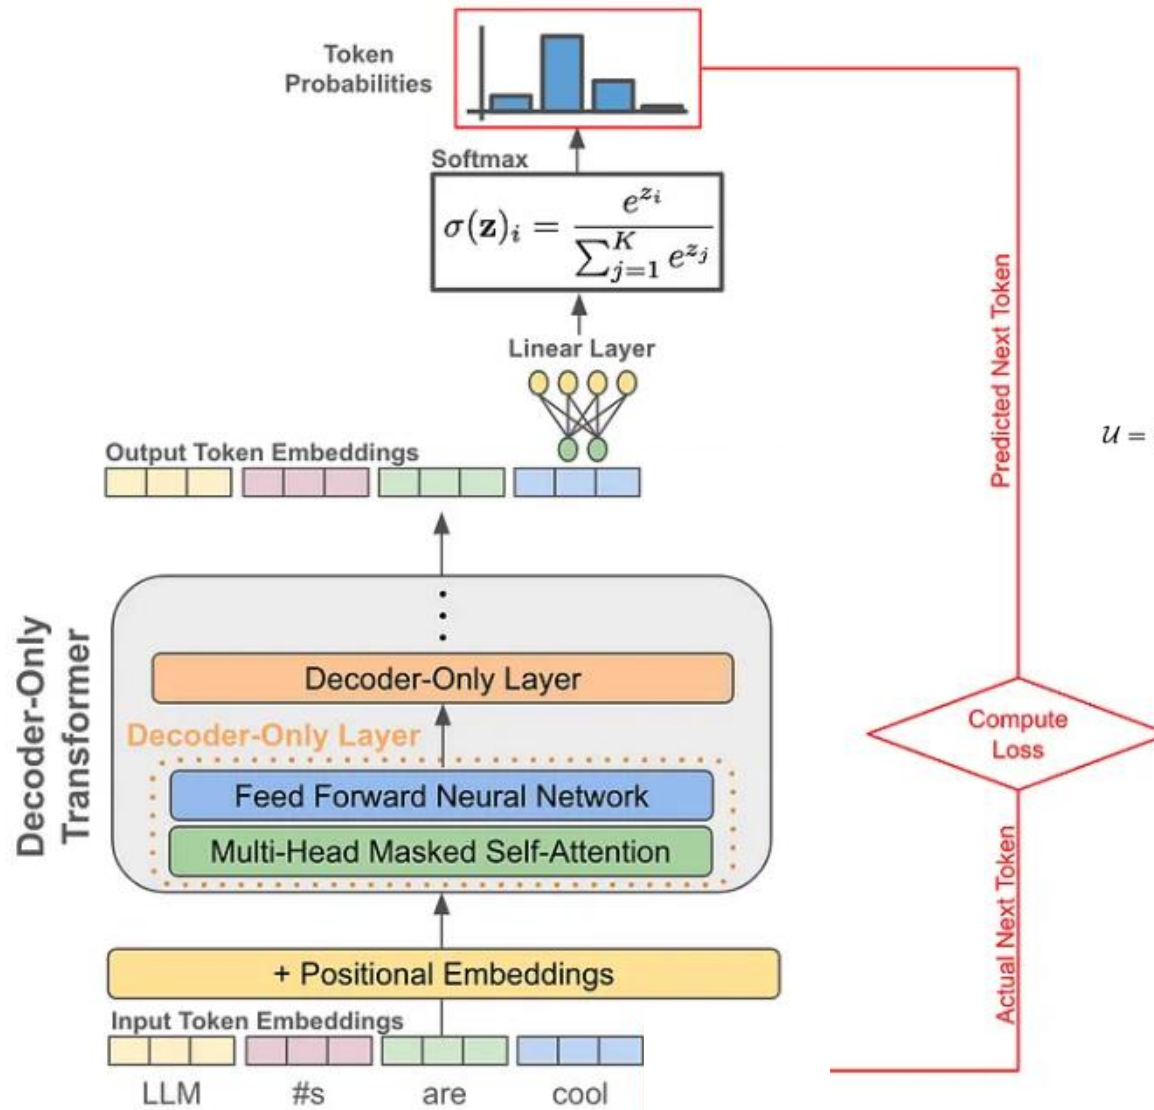 Token
Probabilities
Softmax
σ(𝐳)ᵢ = e^{zᵢ} / ∑_{j=1}^{K} e^{zⱼ}
Linear Layer
Output Token Embeddings
Decoder-Only
Transformer
Decoder-Only Layer
Decoder-Only Layer
Feed Forward Neural Network
Multi-Head Masked Self-Attention
+ Positional Embeddings
Input Token Embeddings
LLM #s are cool
Predicted Next Token
𝒰 =
Compute
Loss
Actual Next Token